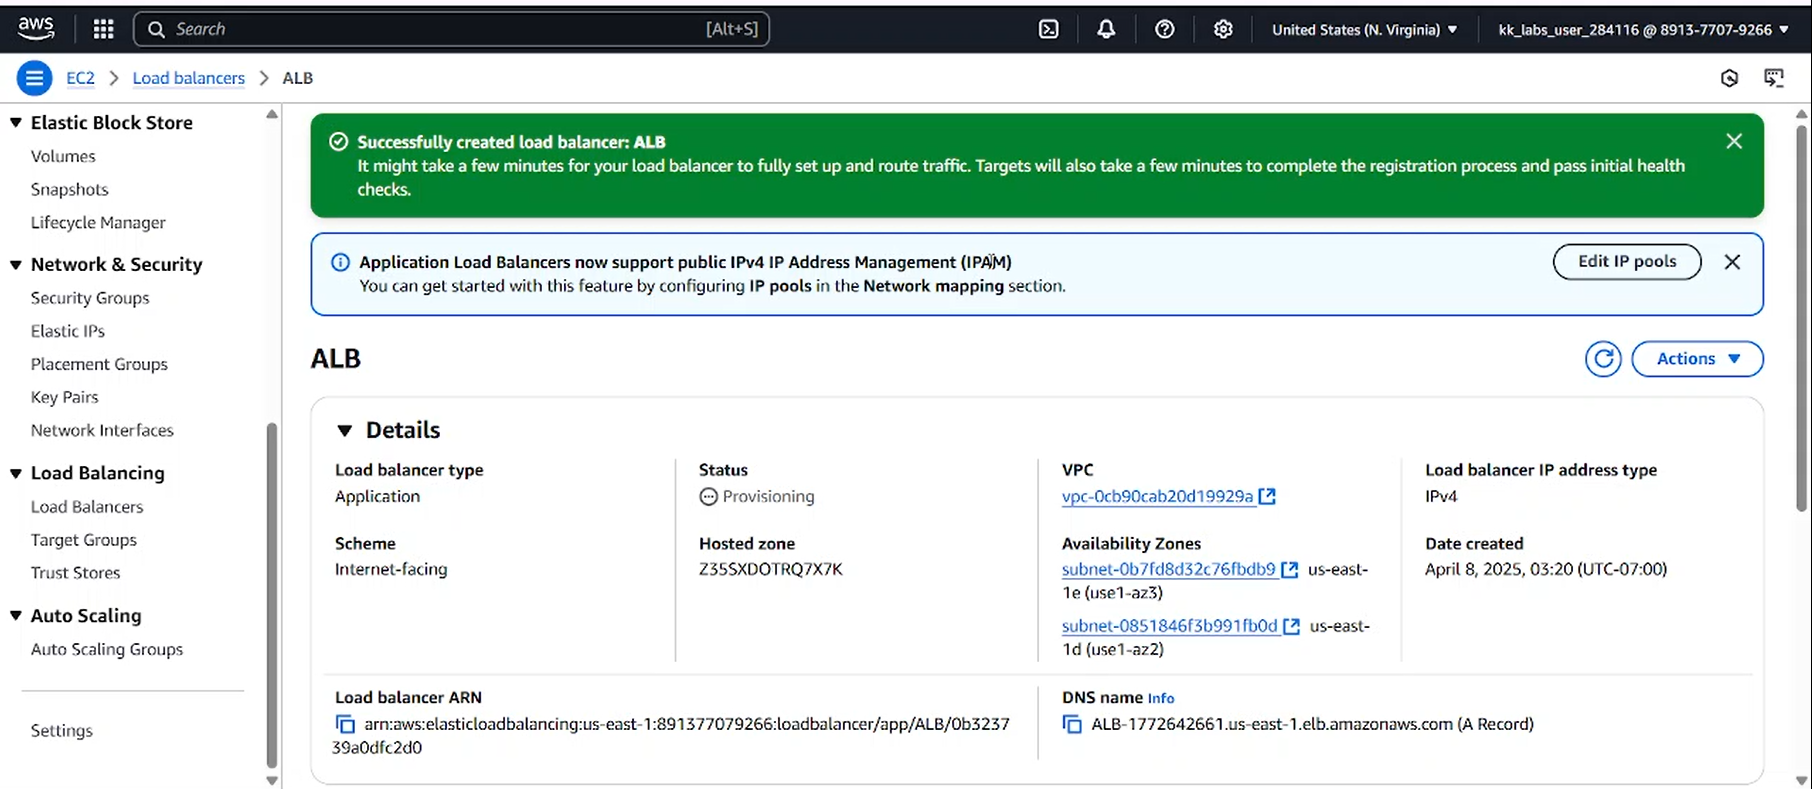 aws
Search
[Alt+S]
United States (N. Virginia)
kk_labs_user_284116 @ 8913-7707-9266
EC2
Load balancers
ALB
Elastic Block Store
Volumes
Snapshots
Lifecycle Manager
Network & Security
Security Groups
Elastic IPs
Placement Groups
Key Pairs
Network Interfaces
Load Balancing
Load Balancers
Target Groups
Trust Stores
Auto Scaling
Auto Scaling Groups
Settings
Successfully created load balancer: ALB
It might take a few minutes for your load balancer to fully set up and route traffic. Targets will also take a few minutes to complete the registration process and pass initial health
checks.
Application Load Balancers now support public IPv4 IP Address Management (IPAM)
You can get started with this feature by configuring IP pools in the Network mapping section.
Edit IP pools
ALB
Actions
Details
Load balancer type
Application
Scheme
Internet-facing
Status
Provisioning
Hosted zone
Z35SXDOTRQ7X7K
VPC
vpc-0cb90cab20d19929a
Availability Zones
subnet-0b7fd8d32c76fbdb9 us-east-
1e (use1-az3)
subnet-0851846f3b991fb0d us-east-
1d (use1-az2)
Load balancer IP address type
IPv4
Date created
April 8, 2025, 03:20 (UTC-07:00)
Load balancer ARN
arn:aws:elasticloadbalancing:us-east-1:891377079266:loadbalancer/app/ALB/0b3237
39a0dfc2d0
DNS name Info
ALB-1772642661.us-east-1.elb.amazonaws.com (A Record)